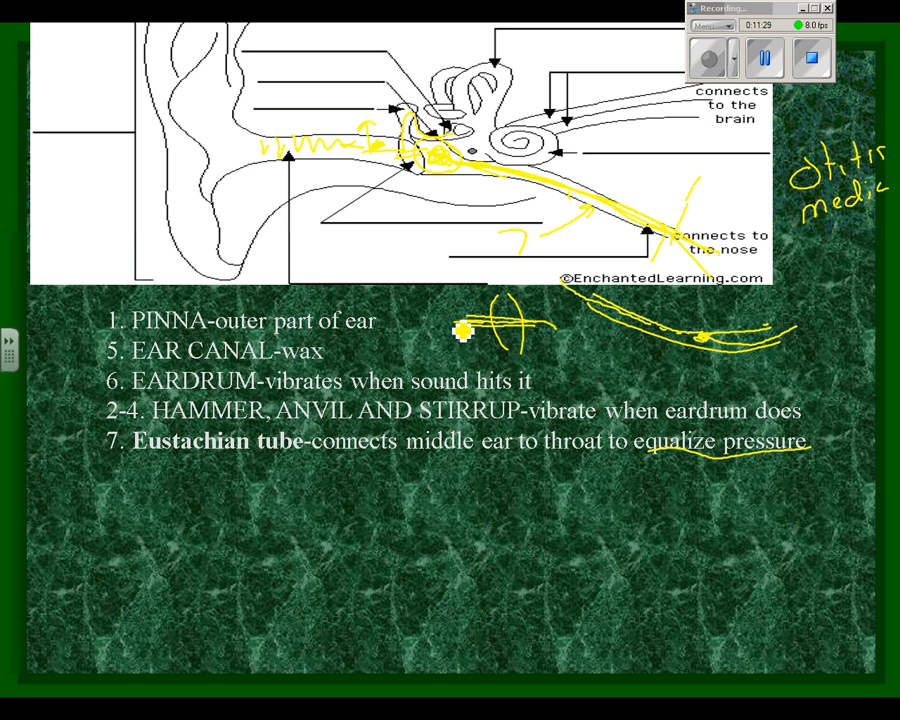 Recording...
Menu
0:11:29
8.0 fps
connects
to the
brain
otitis
media
7
connects to
the nose
©EnchantedLearning.com
1. PINNA-outer part of ear
5. EAR CANAL-wax
6. EARDRUM-vibrates when sound hits it
2-4. HAMMER, ANVIL AND STIRRUP-vibrate when eardrum does
7. Eustachian tube-connects middle ear to throat to equalize pressure